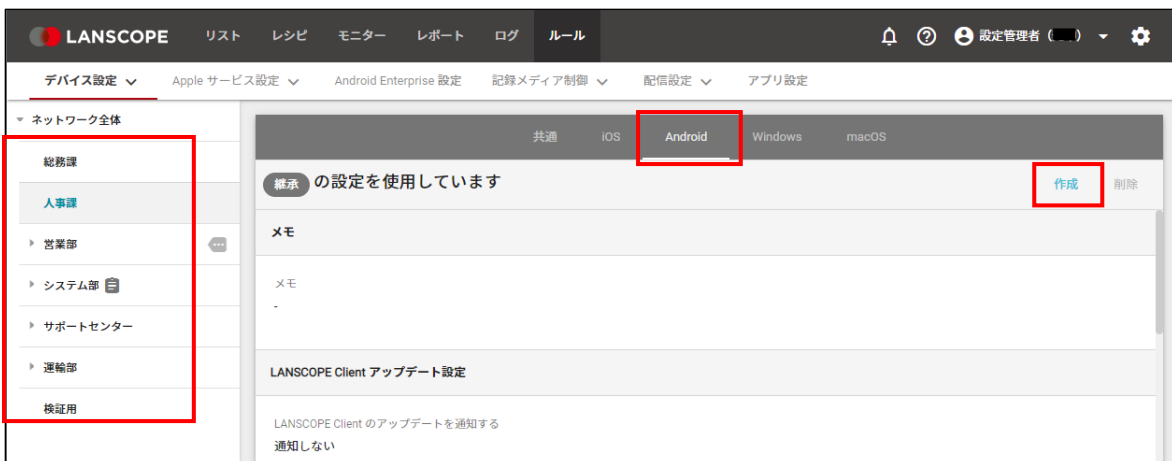 LANSCOPE リスト レシピ モニター レポート ログ ルール 設定管理者 ( )
デバイス設定 Apple サービス設定 Android Enterprise 設定 記録メディア制御 配信設定 アプリ設定
ネットワーク全体
総務課
人事課
営業部
システム部
サポートセンター
運輸部
検証用
共通 iOS Android Windows macOS
継承 の設定を使用しています 作成 削除
メモ
メモ
-
LANSCOPE Client アップデート設定
LANSCOPE Client のアップデートを通知する
通知しない